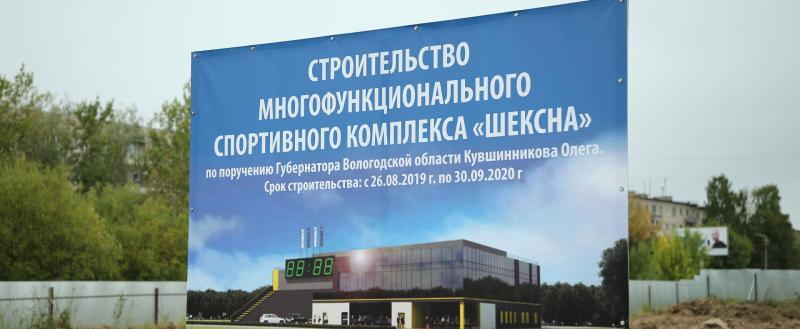 СТРОИТЕЛЬСТВО
МНОГОФУНКЦИОНАЛЬНОГО
СПОРТИВНОГО КОМПЛЕКСА «ШЕКСНА»
по поручению Губернатора Вологодской области Кувшинникова Олега.
Срок строительства: с 26.08.2019 г. по 30.09.2020 г
88:88